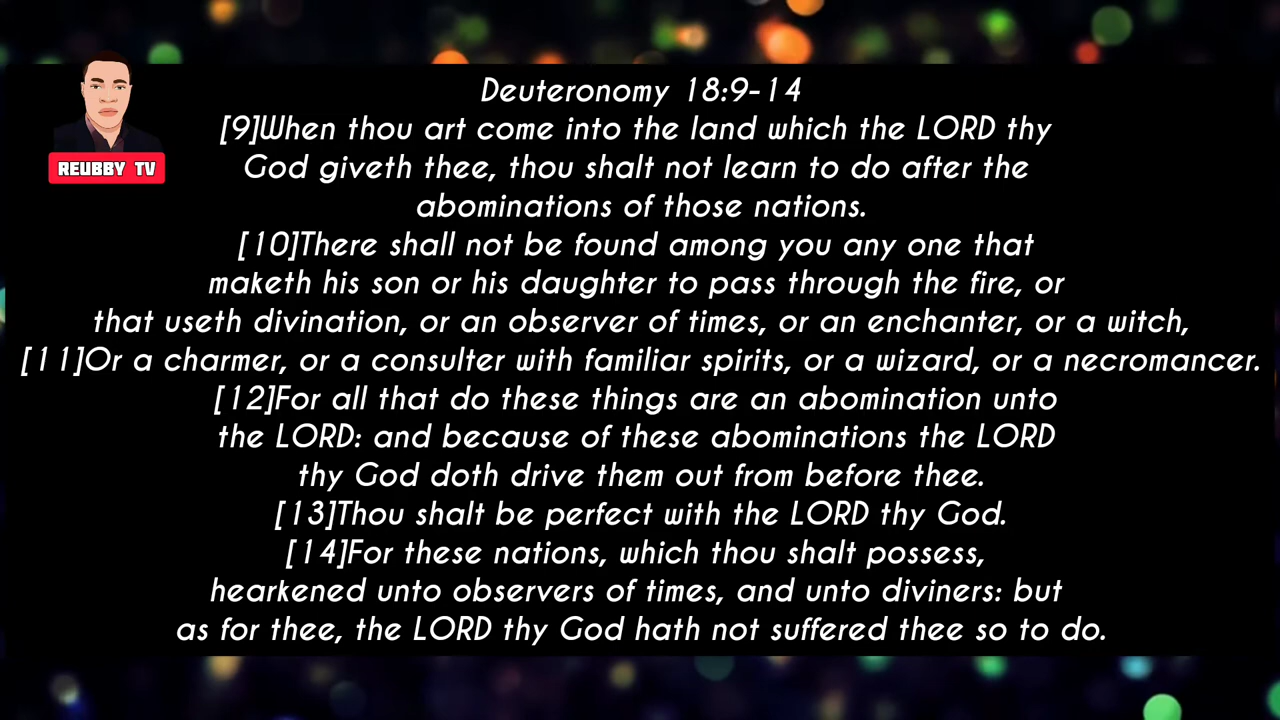 Deuteronomy 18:9-14
[9]When thou art come into the land which the LORD thy
God giveth thee, thou shalt not learn to do after the
abominations of those nations.
[10]There shall not be found among you any one that
maketh his son or his daughter to pass through the fire, or
that useth divination, or an observer of times, or an enchanter, or a witch,
[11]Or a charmer, or a consulter with familiar spirits, or a wizard, or a necromancer.
[12]For all that do these things are an abomination unto
the LORD: and because of these abominations the LORD
thy God doth drive them out from before thee.
[13]Thou shalt be perfect with the LORD thy God.
[14]For these nations, which thou shalt possess,
hearkened unto observers of times, and unto diviners: but
as for thee, the LORD thy God hath not suffered thee so to do.
REUBBY TV